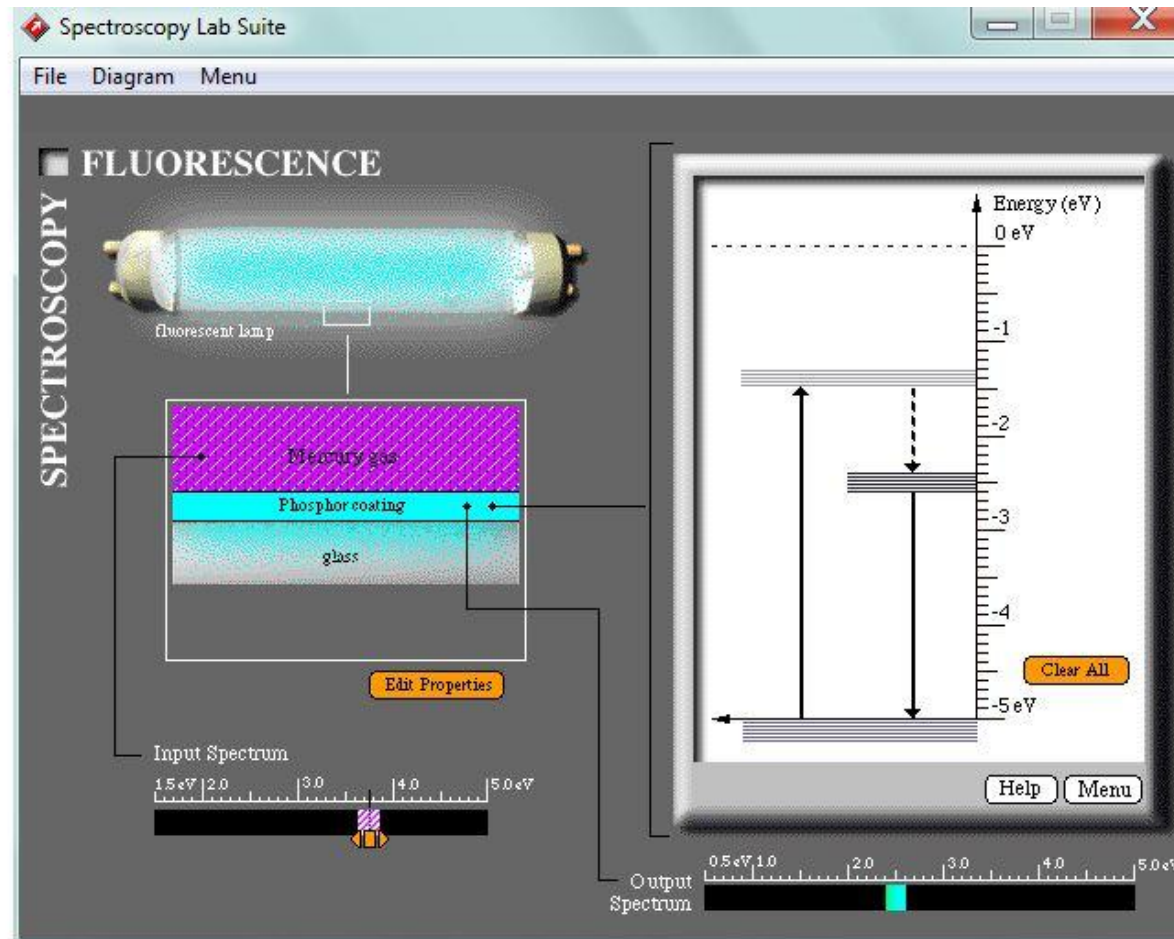 Spectroscopy Lab Suite
File Diagram Menu
FLUORESCENCE
SPECTROSCOPY
fluorescent lamp
Mercury gas
Phosphor coating
glass
Edit Properties
Input Spectrum
1.5 eV 2.0 3.0 4.0 5.0 eV
Energy (eV)
0 eV
-1
-2
-3
-4
-5 eV
Clear All
Help Menu
Output
Spectrum
0.5 eV 1.0 2.0 3.0 4.0 5.0 eV